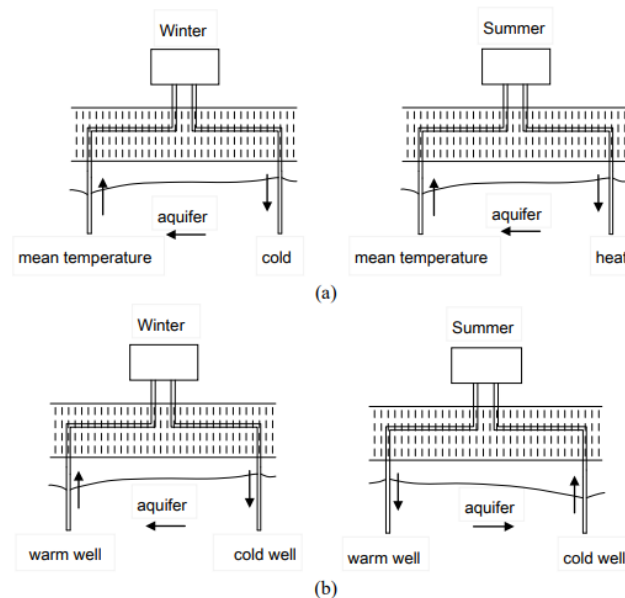 Winter Summer
aquifer aquifer
mean temperature cold mean temperature heat
(a)
Winter Summer
aquifer aquifer
warm well cold well warm well cold well
(b)